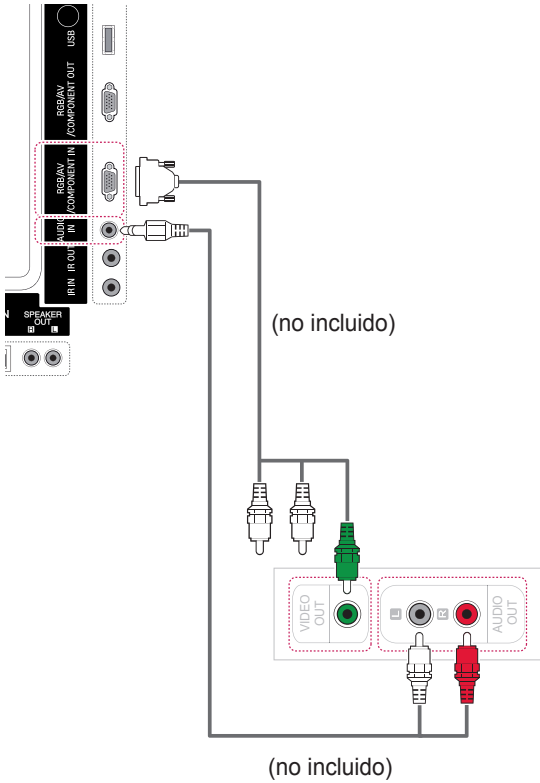 USB
RGB/AV
/COMPONENT OUT
RGB/AV
/COMPONENT IN
AUDIO
IN
IR OUT
IR IN
N
SPEAKER
OUT
R L
(no incluido)
VIDEO
OUT
L
R
AUDIO
OUT
(no incluido)